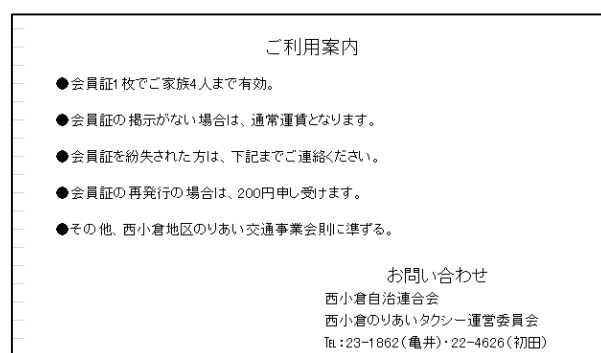 ご利用案内
●会員証1枚でご家族4人まで有効。
●会員証の掲示がない場合は、通常運賃となります。
●会員証を紛失された方は、下記までご連絡ください。
●会員証の再発行の場合は、200円申し受けます。
●その他、西小倉地区のりあい交通事業会則に準ずる。
お問い合わせ
西小倉自治連合会
西小倉のりあいタクシー運営委員会
℡:23-1862(亀井)・22-4626(初田)